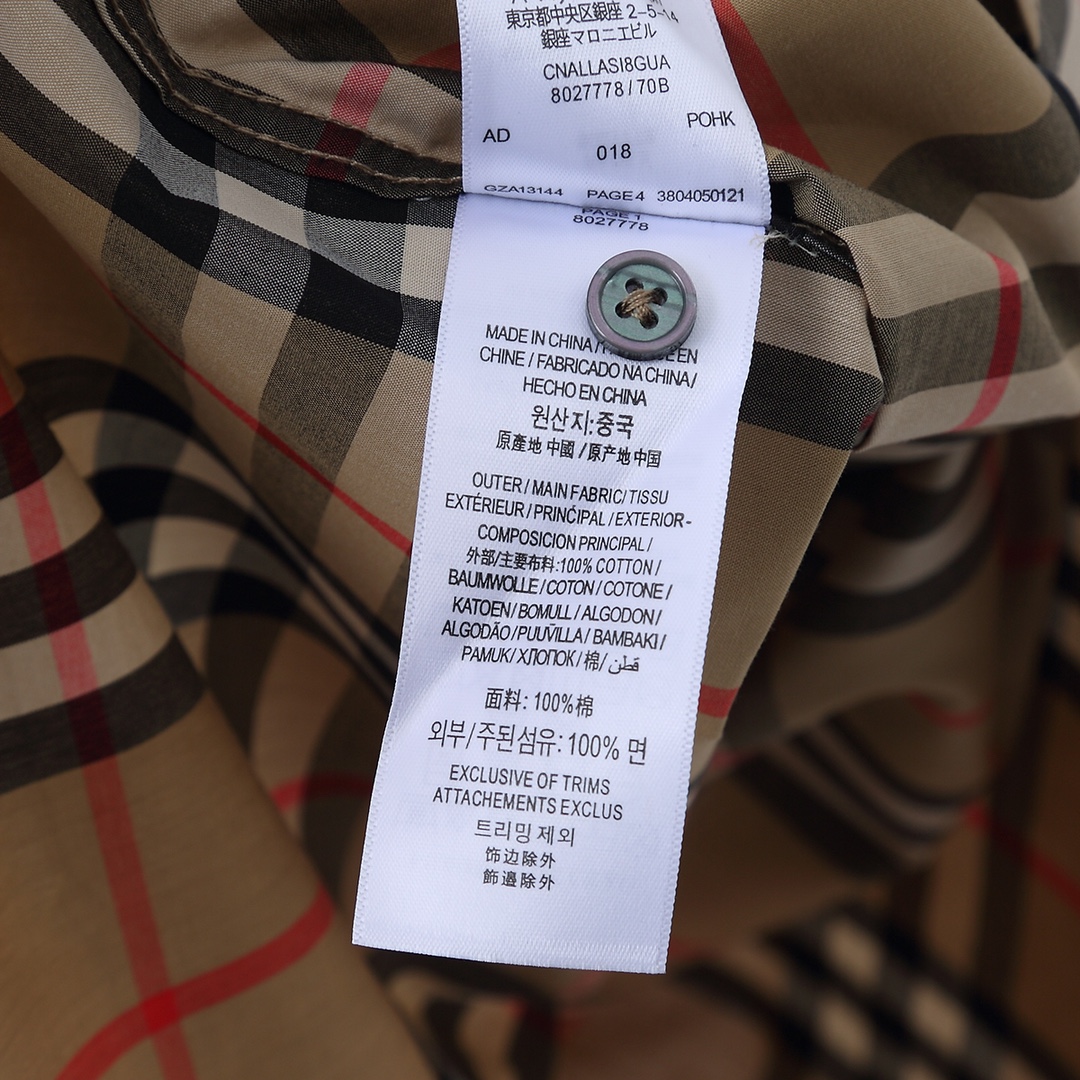 東京都中央区銀座 2-5-14
銀座マロニエビル
CNALLASI8GUA
8027778 / 70B
AD
POHK
018
GZA13144 PAGE 4 3804050121
PAGE 1
8027778
MADE IN CHINA / EN
CHINE / FABRICADO NA CHINA /
HECHO EN CHINA
원산지:중국
原產地 中國 / 原产地 中国
OUTER / MAIN FABRIC / TISSU
EXTÉRIEUR / PRINĆIPAL / EXTERIOR-
COMPOSICION PRINCIPAL /
外部/主要布料:100% COTTON /
BAUMWOLLE / COTON / COTONE /
KATOEN / BOMULL / ALGODON /
ALGODÃO / PUUVILLA / BAMBAKI /
PAMUK / ХЛОПОК / 棉 / قطن
面料: 100%棉
외부/주된섬유: 100% 면
EXCLUSIVE OF TRIMS
ATTACHEMENTS EXCLUS
트리밍 제외
饰边除外
飾邊除外